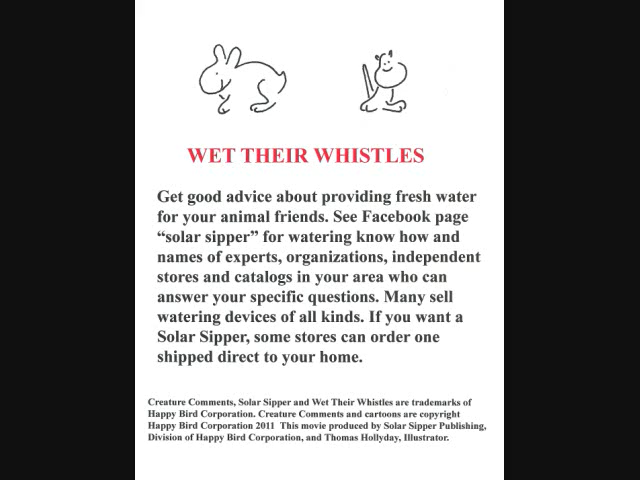 WET THEIR WHISTLES
Get good advice about providing fresh water
for your animal friends. See Facebook page
“solar sipper” for watering know how and
names of experts, organizations, independent
stores and catalogs in your area who can
answer your specific questions. Many sell
watering devices of all kinds. If you want a
Solar Sipper, some stores can order one
shipped direct to your home.
Creature Comments, Solar Sipper and Wet Their Whistles are trademarks of
Happy Bird Corporation. Creature Comments and cartoons are copyright
Happy Bird Corporation 2011  This movie produced by Solar Sipper Publishing,
Division of Happy Bird Corporation, and Thomas Hollyday, Illustrator.